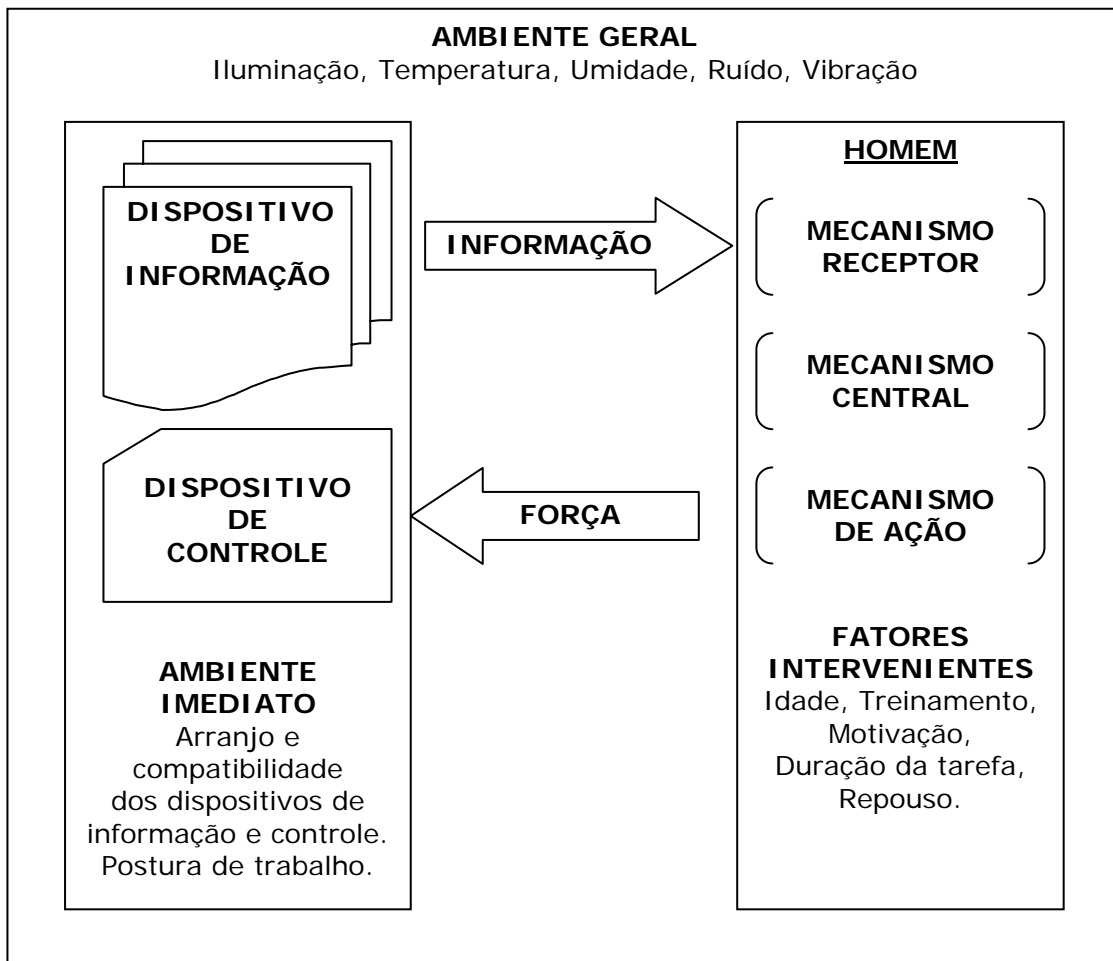 AMBIENTE GERAL
Iluminação, Temperatura, Umidade, Ruído, Vibração
DISPOSITIVO
DE
INFORMAÇÃO
INFORMAÇÃO
DISPOSITIVO
DE
CONTROLE
FORÇA
AMBIENTE
IMEDIATO
Arranjo e
compatibilidade
dos dispositivos de
informação e controle.
Postura de trabalho.
HOMEM
MECANISMO
RECEPTOR
MECANISMO
CENTRAL
MECANISMO
DE AÇÃO
FATORES
INTERVENIENTES
Idade, Treinamento,
Motivação,
Duração da tarefa,
Repouso.